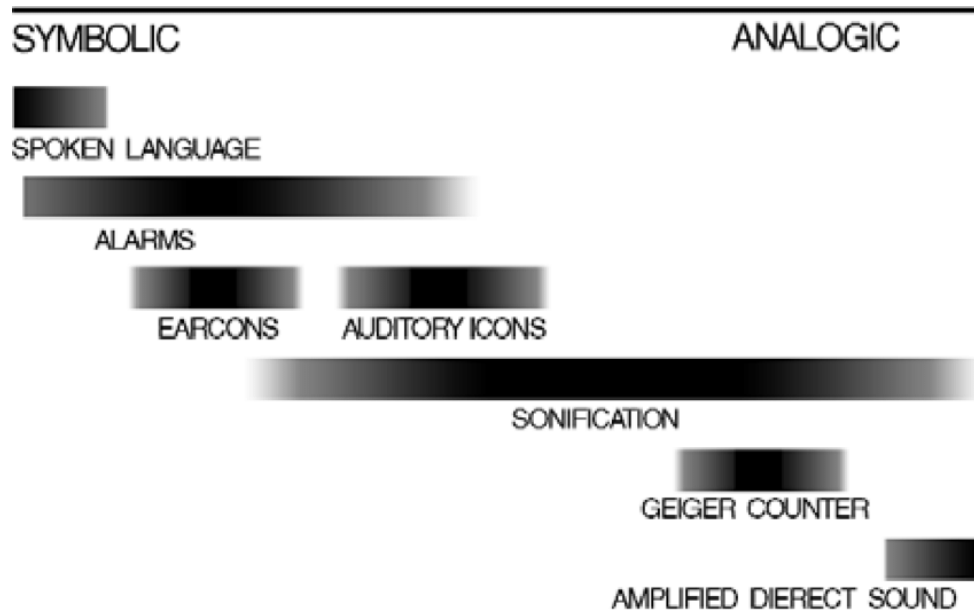 SYMBOLIC ANALOGIC
SPOKEN LANGUAGE
ALARMS
EARCONS AUDITORY ICONS
SONIFICATION
GEIGER COUNTER
AMPLIFIED DIERECT SOUND